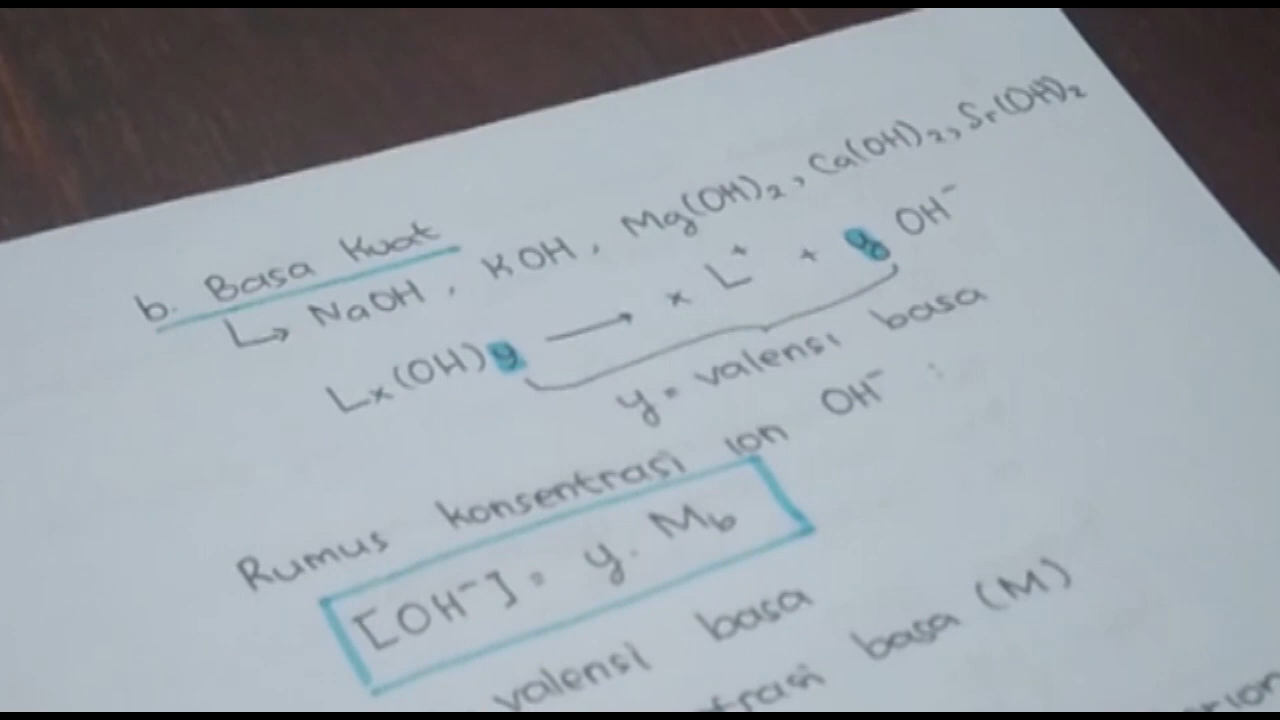 b. Basa Kuat
↳ NaOH, KOH, Mg(OH)₂, Ca(OH)₂, Sr(OH)₂
Lx(OH)y → x L⁺ + y OH⁻
y = valensi basa
Rumus konsentrasi ion OH⁻ :
[OH⁻] = y . Mb
valensi basa
basa (M)